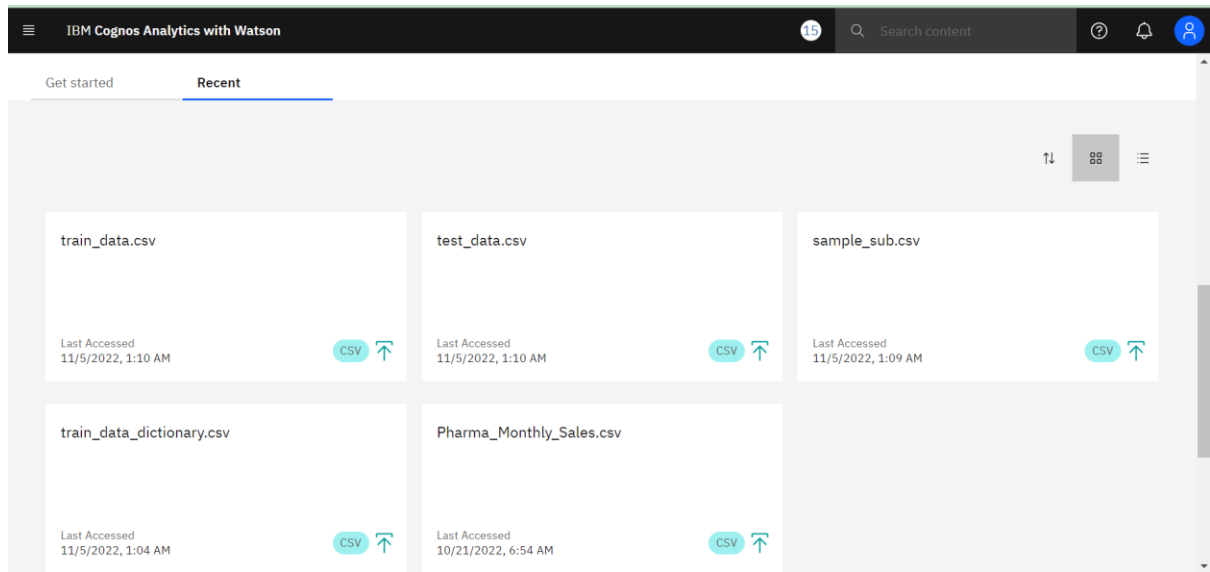 IBM Cognos Analytics with Watson
15
Search content
Get started
Recent
train_data.csv
Last Accessed
11/5/2022, 1:10 AM
CSV
test_data.csv
Last Accessed
11/5/2022, 1:10 AM
CSV
sample_sub.csv
Last Accessed
11/5/2022, 1:09 AM
CSV
train_data_dictionary.csv
Last Accessed
11/5/2022, 1:04 AM
CSV
Pharma_Monthly_Sales.csv
Last Accessed
10/21/2022, 6:54 AM
CSV